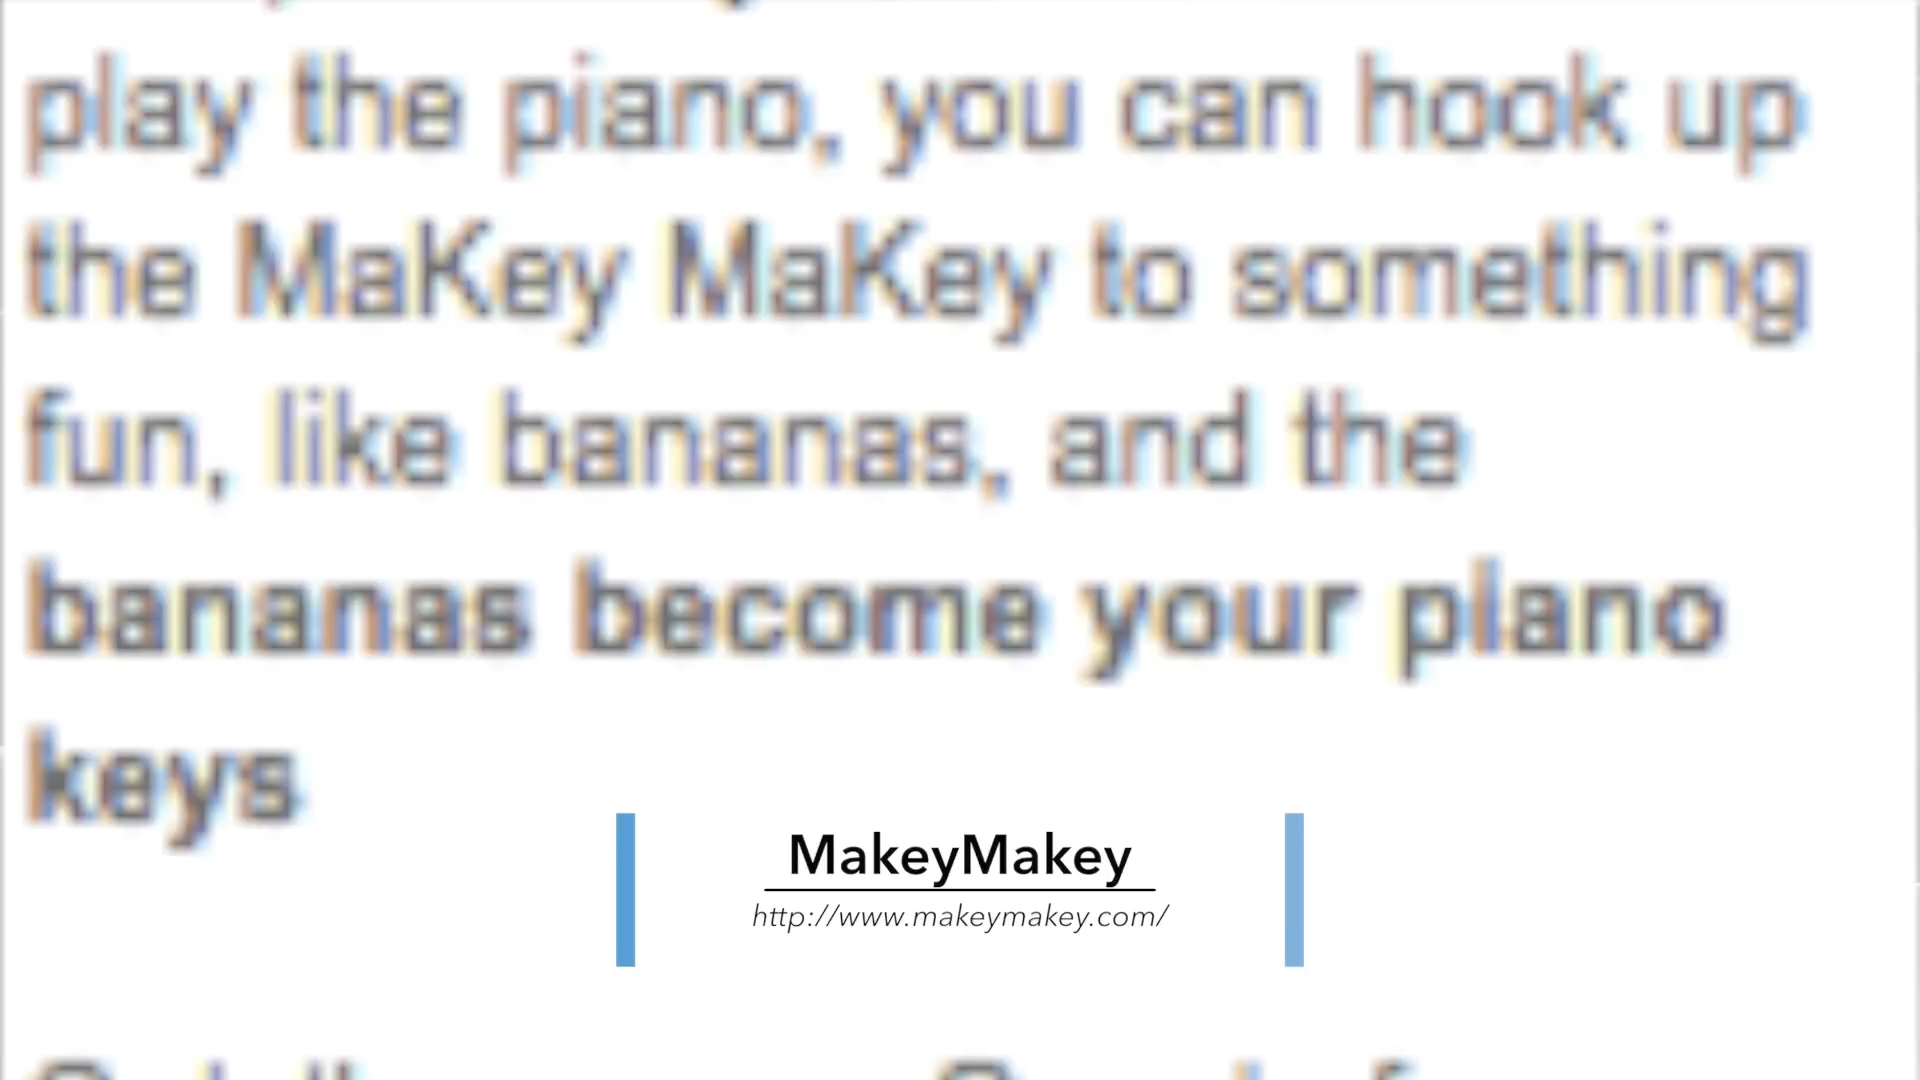 play the piano, you can hook up
the MaKey MaKey to something
fun, like bananas, and the
bananas become your piano
keys
MakeyMakey
http://www.makeymakey.com/